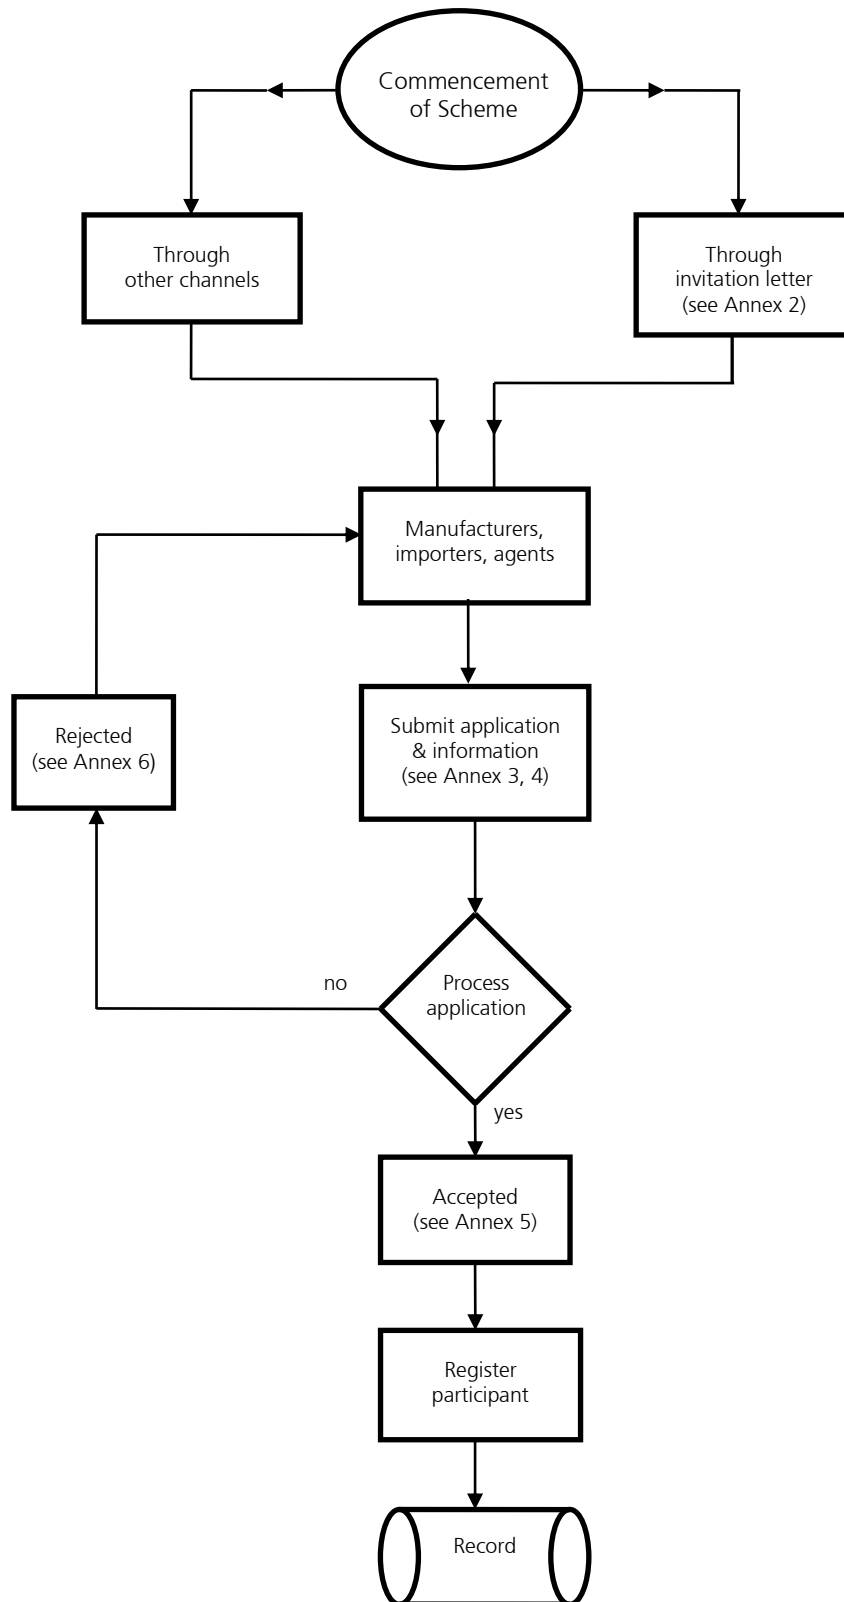 Commencement
of Scheme
Through
other channels
Through
invitation letter
(see Annex 2)
Manufacturers,
importers, agents
Rejected
(see Annex 6)
Submit application
& information
(see Annex 3, 4)
no
Process
application
yes
Accepted
(see Annex 5)
Register
participant
Record